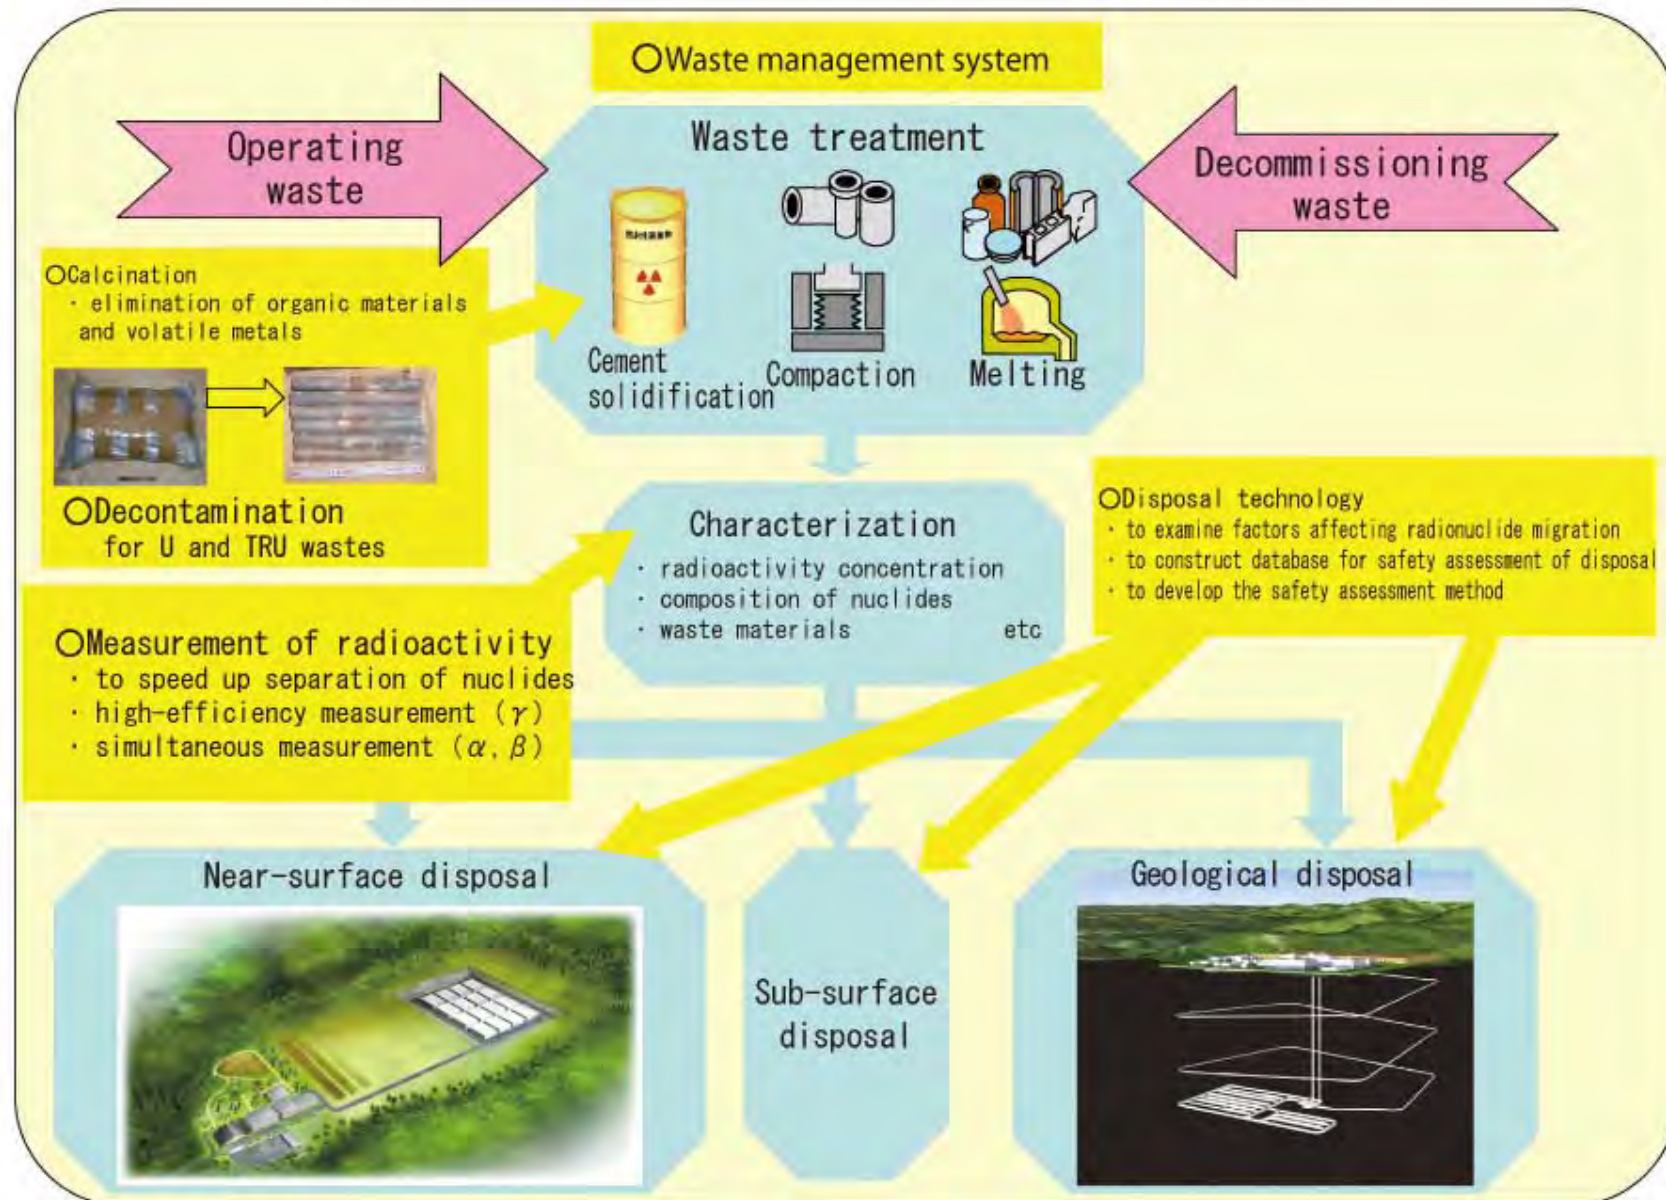 ○Waste management system
Operating
waste
Waste treatment
Decommissioning
waste
Cement
solidification
Compaction
Melting
○Calcination
・ elimination of organic materials
and volatile metals
○Decontamination
for U and TRU wastes
Characterization
・ radioactivity concentration
・ composition of nuclides
・ waste materials etc
○Disposal technology
・ to examine factors affecting radionuclide migration
・ to construct database for safety assessment of disposal
・ to develop the safety assessment method
○Measurement of radioactivity
・ to speed up separation of nuclides
・ high-efficiency measurement (γ)
・ simultaneous measurement (α, β)
Near-surface disposal
Sub-surface
disposal
Geological disposal